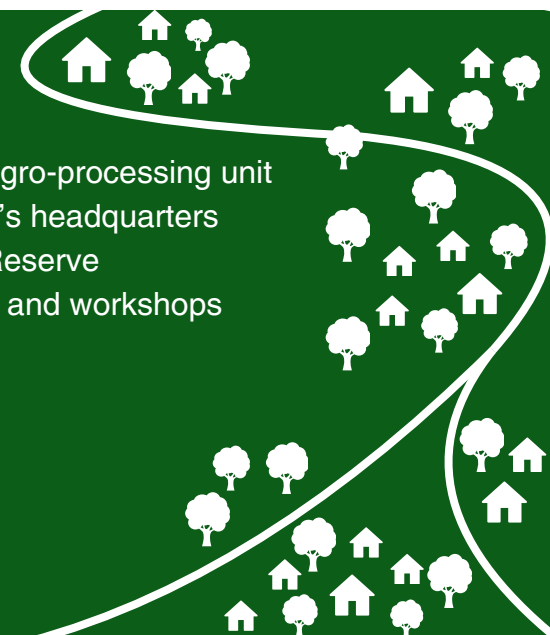 gro-processing unit
's headquarters
Reserve
and workshops